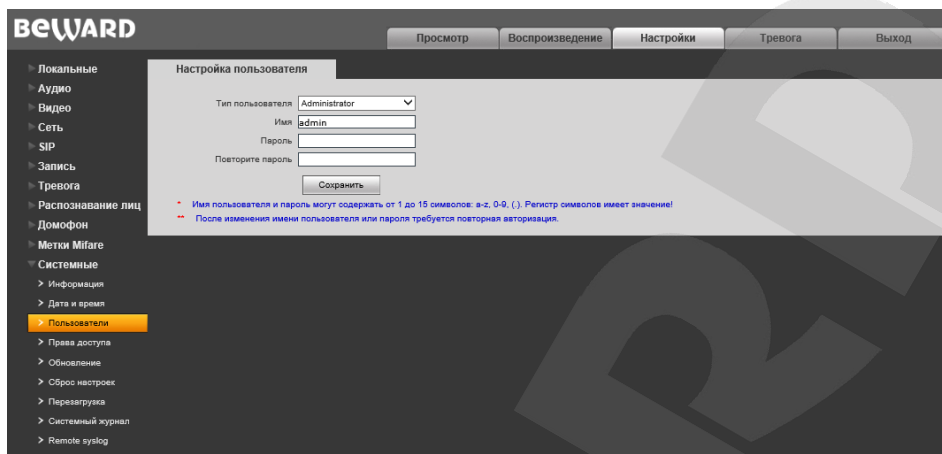 BEWARD
Просмотр
Воспроизведение
Настройки
Тревога
Выход
Локальные
Аудио
Видео
Сеть
SIP
Запись
Тревога
Распознавание лиц
Домофон
Метки Mifare
Системные
Информация
Дата и время
Пользователи
Права доступа
Обновление
Сброс настроек
Перезагрузка
Системный журнал
Remote syslog
Настройка пользователя
Тип пользователя Administrator
Имя admin
Пароль
Повторите пароль
Сохранить
* Имя пользователя и пароль могут содержать от 1 до 15 символов: a-z, 0-9, (.). Регистр символов имеет значение!
** После изменения имени пользователя или пароля требуется повторная авторизация.